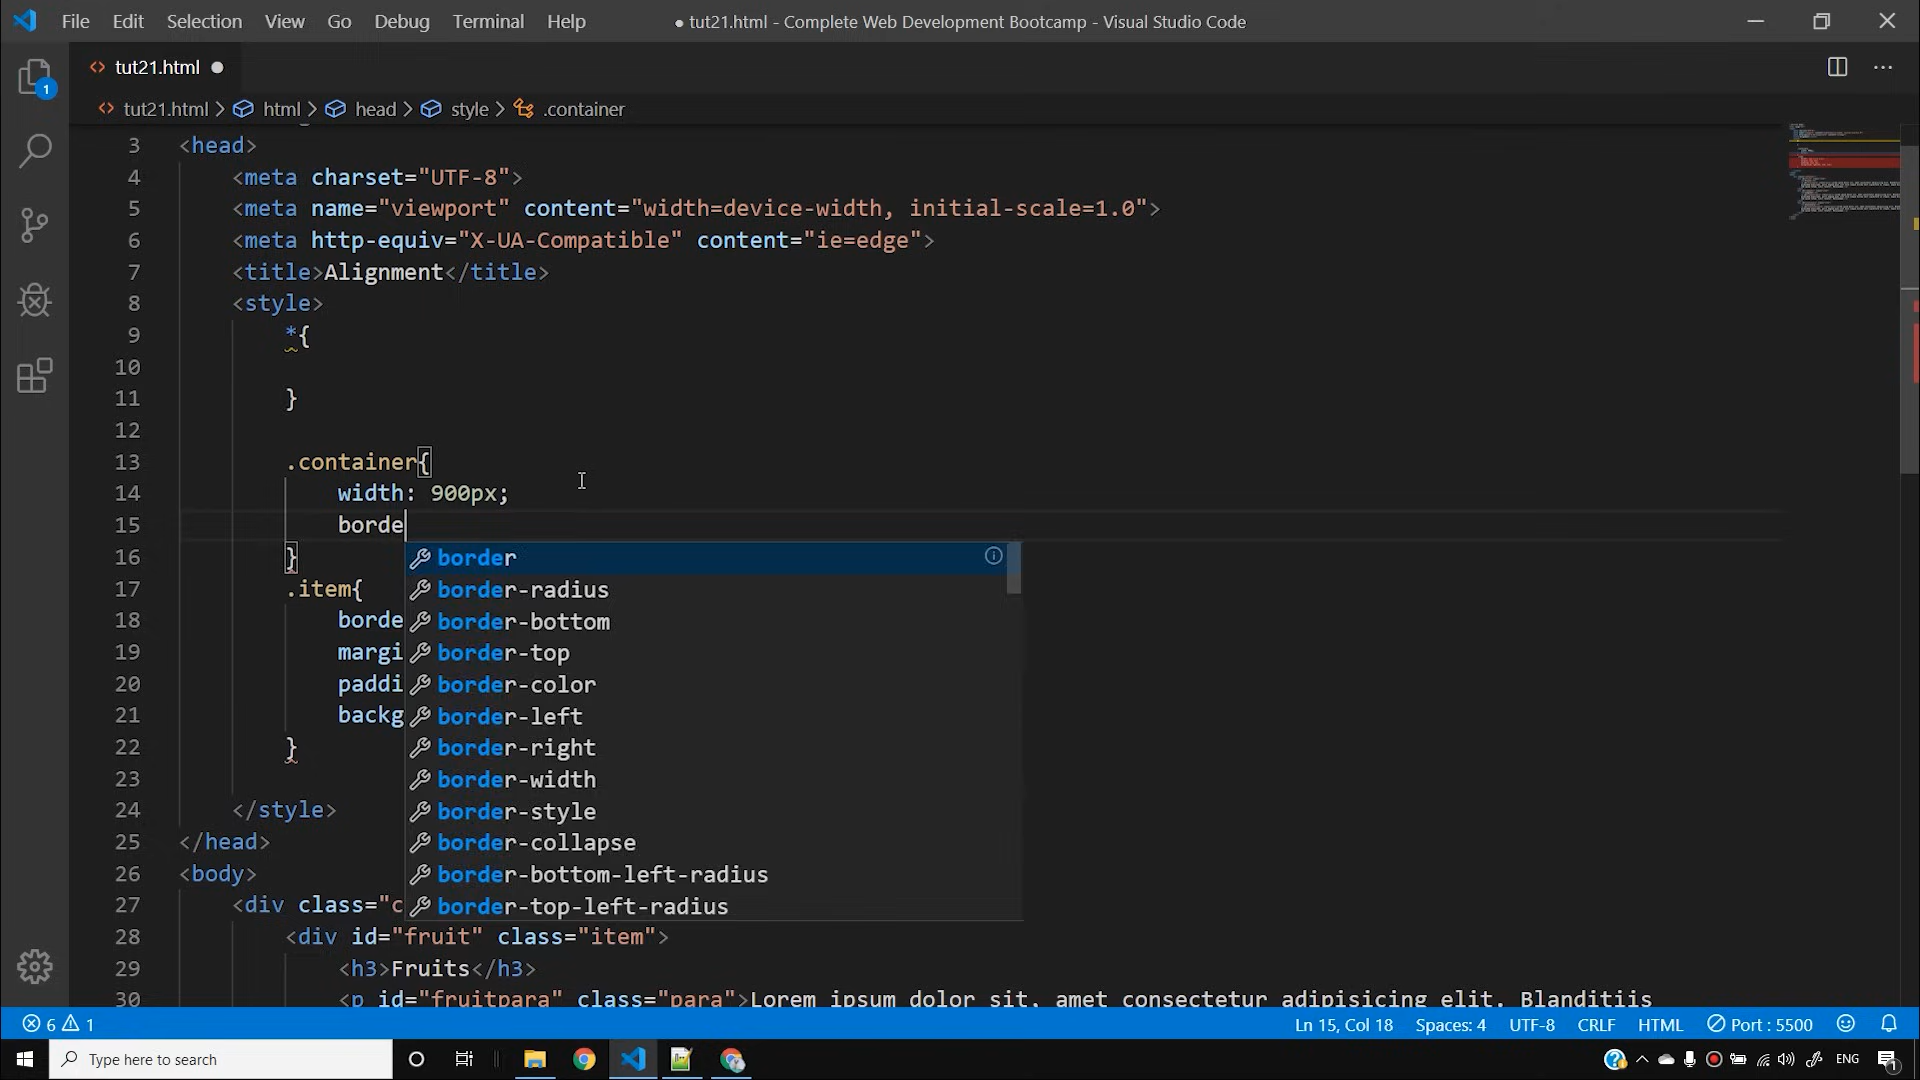 File Edit Selection View Go Debug Terminal Help ● tut21.html - Complete Web Development Bootcamp - Visual Studio Code
1
<> tut21.html ●
<> tut21.html > html > head > style > .container
3 <head>
4 <meta charset="UTF-8">
5 <meta name="viewport" content="width=device-width, initial-scale=1.0">
6 <meta http-equiv="X-UA-Compatible" content="ie=edge">
7 <title>Alignment</title>
8 <style>
9 *{
10
11 }
12
13 .container{
14 width: 900px;
15 borde
16 } border
17 .item{ border-radius
18 borde border-bottom
19 margi border-top
20 paddi border-color
21 backg border-left
22 } border-right
23 border-width
24 </style> border-style
25 </head> border-collapse
26 <body> border-bottom-left-radius
27 <div class="c border-top-left-radius
28 <div id="fruit" class="item">
29 <h3>Fruits</h3>
30 <p id="fruitpara" class="para">Lorem ipsum dolor sit, amet consectetur adipisicing elit. Blanditiis
6 1 Ln 15, Col 18 Spaces: 4 UTF-8 CRLF HTML Port : 5500
Type here to search ENG 1